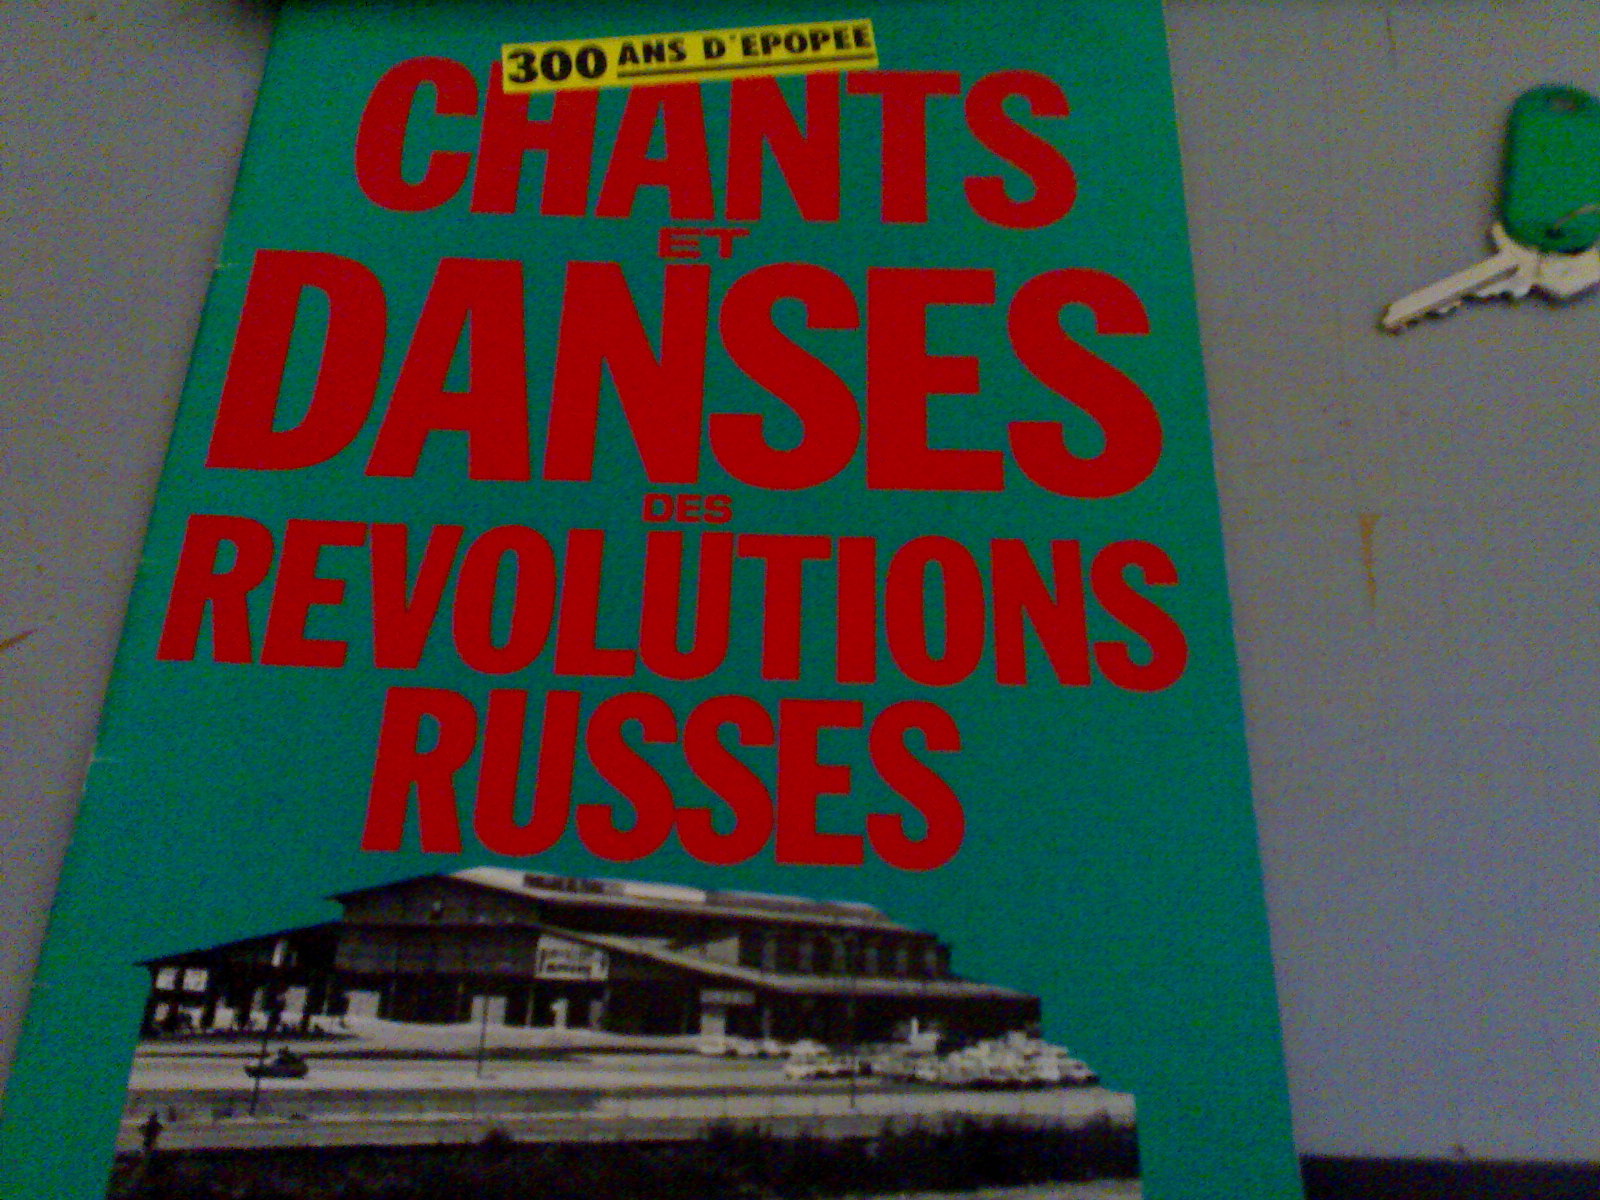 300 ANS D'EPOPEE
CHANTS
ET
DANSES
DES
REVOLUTIONS
RUSSES